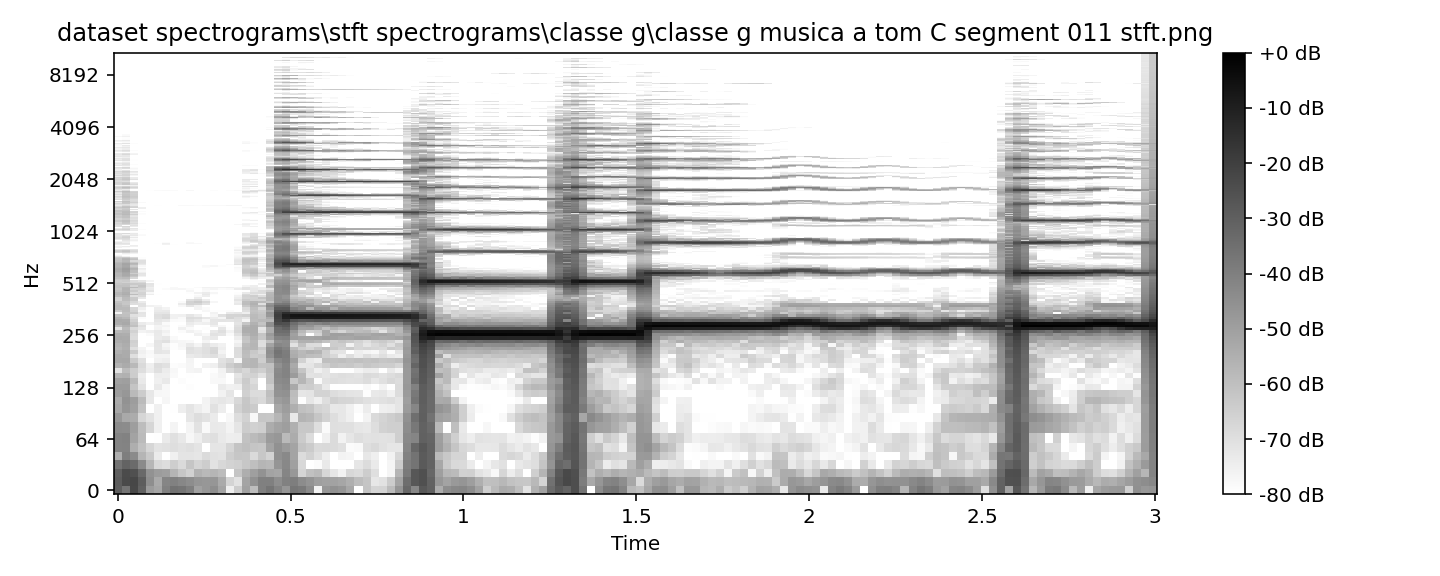 dataset spectrograms\stft spectrograms\classe g\classe g musica a tom C segment 011 stft.png
8192
4096
2048
1024
512
256
128
64
0
Hz
0
0.5
1
1.5
2
2.5
3
Time
+0 dB
-10 dB
-20 dB
-30 dB
-40 dB
-50 dB
-60 dB
-70 dB
-80 dB